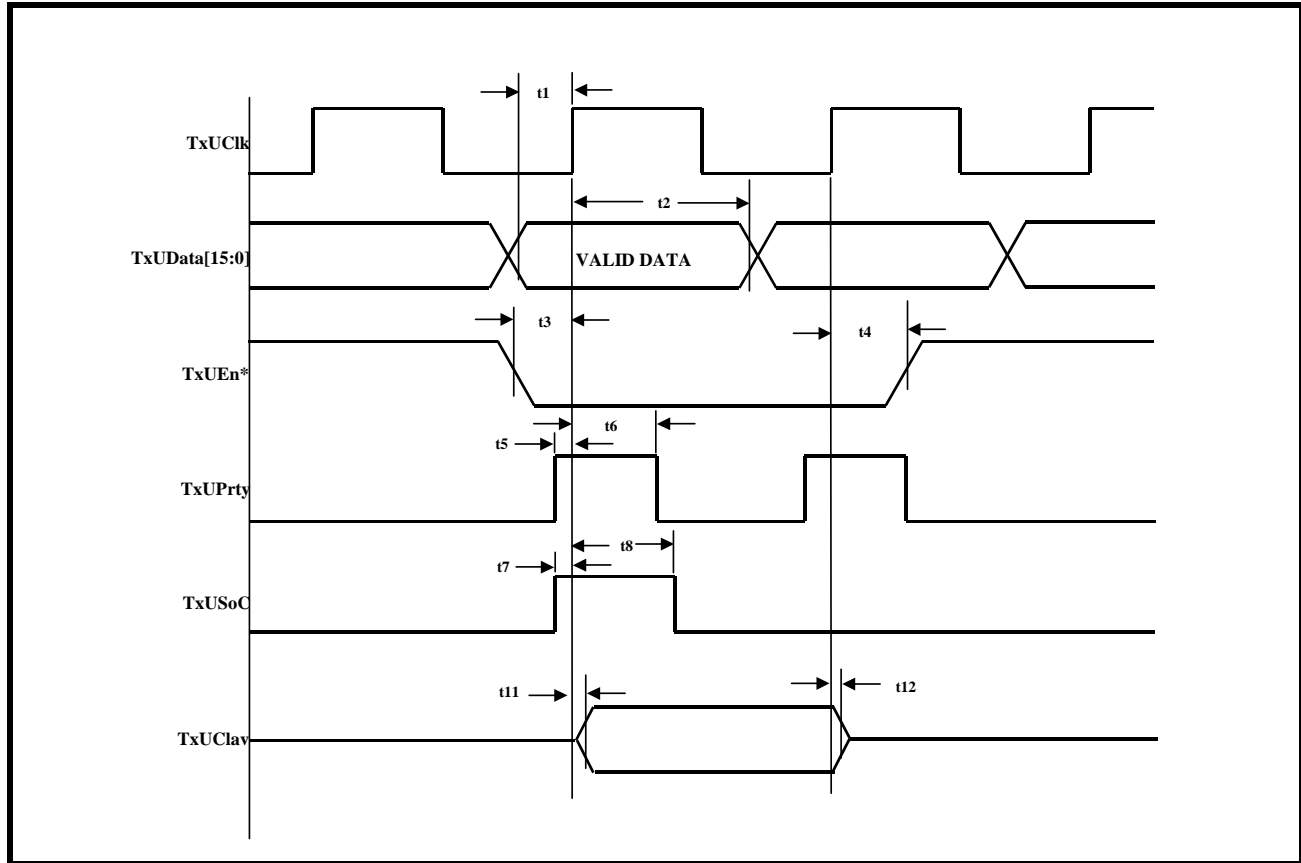 t1
TxUClk
t2
TxUData[15:0]
VALID DATA
t3
t4
TxUEn*
t6
t5
TxUPrty
t8
t7
TxUSoC
t11
t12
TxUClav